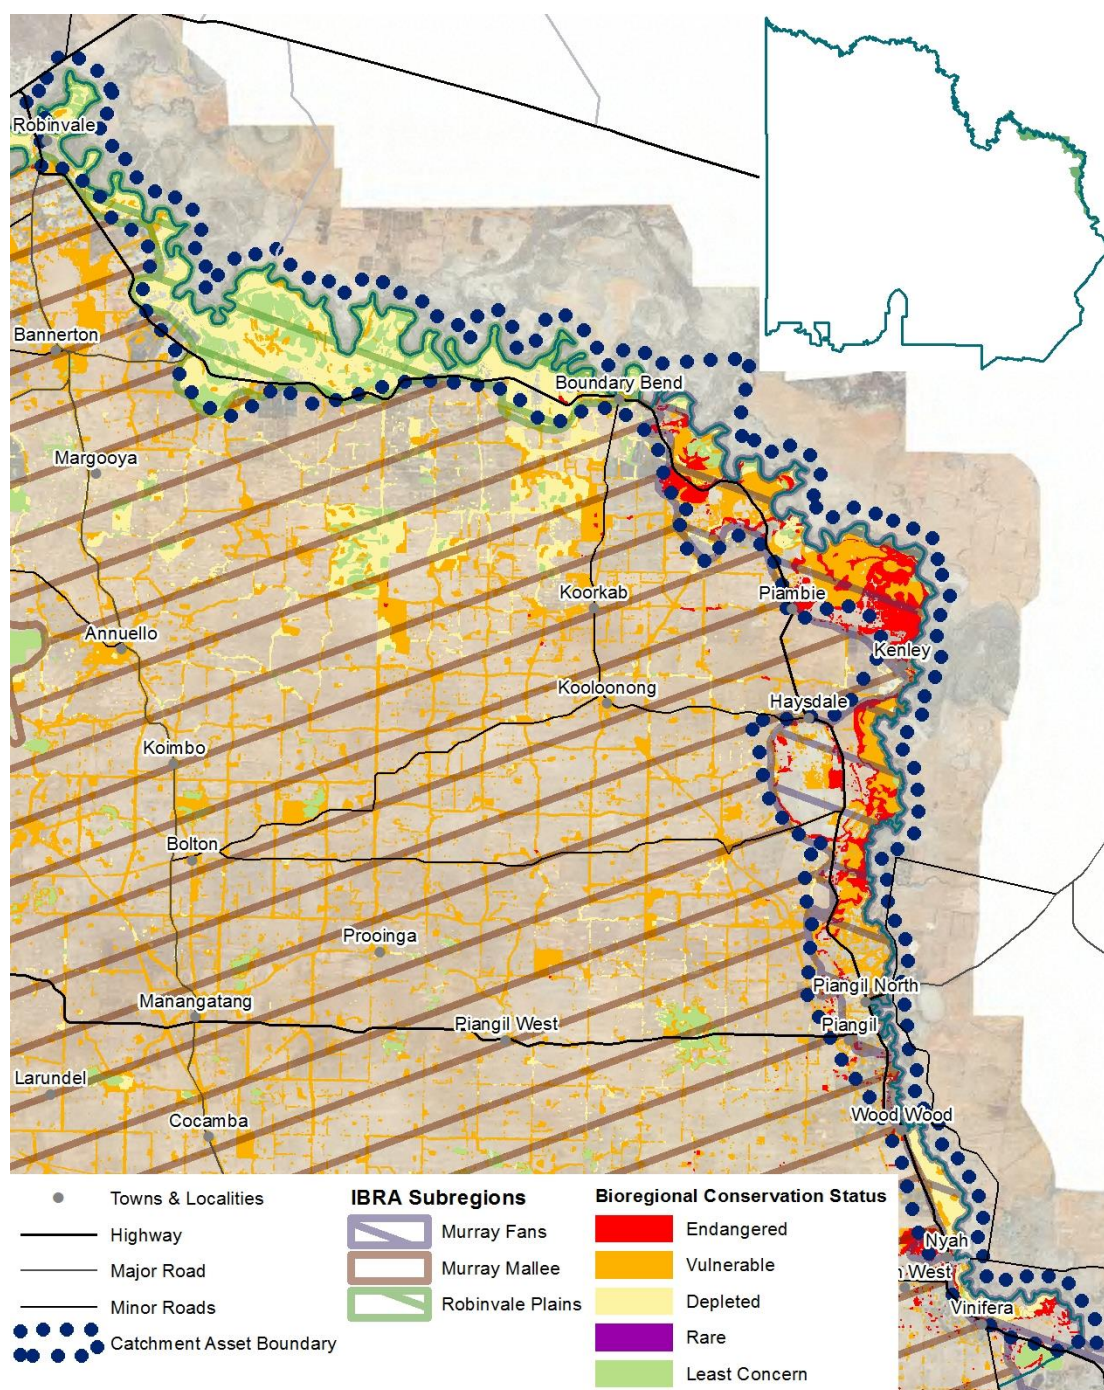 Robinvale
Bannerton
Boundary Bend
Margooya
Koorkab
Piambie
Annuello
Kenley
Kooloonong
Haysdale
Koimbo
Bolton
Prooinga
Manangatang
Piangil North
Piangil West
Piangil
Larundel
Wood Wood
Cocamba
Nyah
West
Vinifera
Towns & Localities
Highway
Major Road
Minor Roads
Catchment Asset Boundary
IBRA Subregions
Murray Fans
Murray Mallee
Robinvale Plains
Bioregional Conservation Status
Endangered
Vulnerable
Depleted
Rare
Least Concern